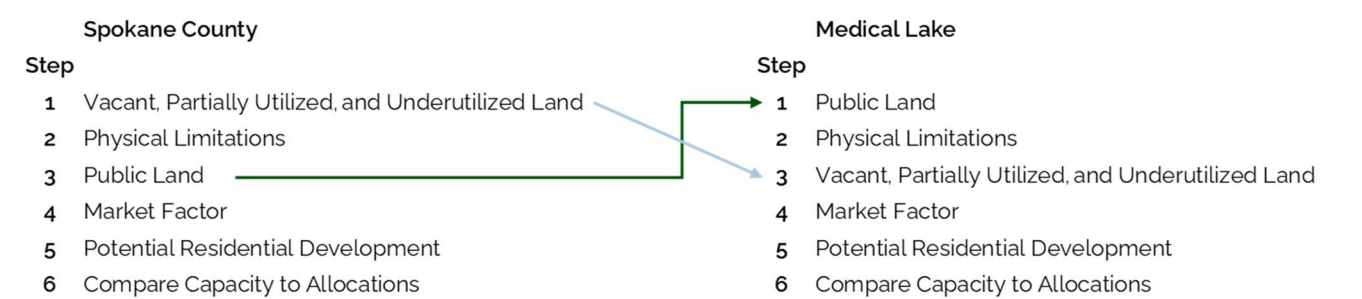 Spokane County
Step
1 Vacant, Partially Utilized, and Underutilized Land
2 Physical Limitations
3 Public Land
4 Market Factor
5 Potential Residential Development
6 Compare Capacity to Allocations
Medical Lake
Step
1 Public Land
2 Physical Limitations
3 Vacant, Partially Utilized, and Underutilized Land
4 Market Factor
5 Potential Residential Development
6 Compare Capacity to Allocations